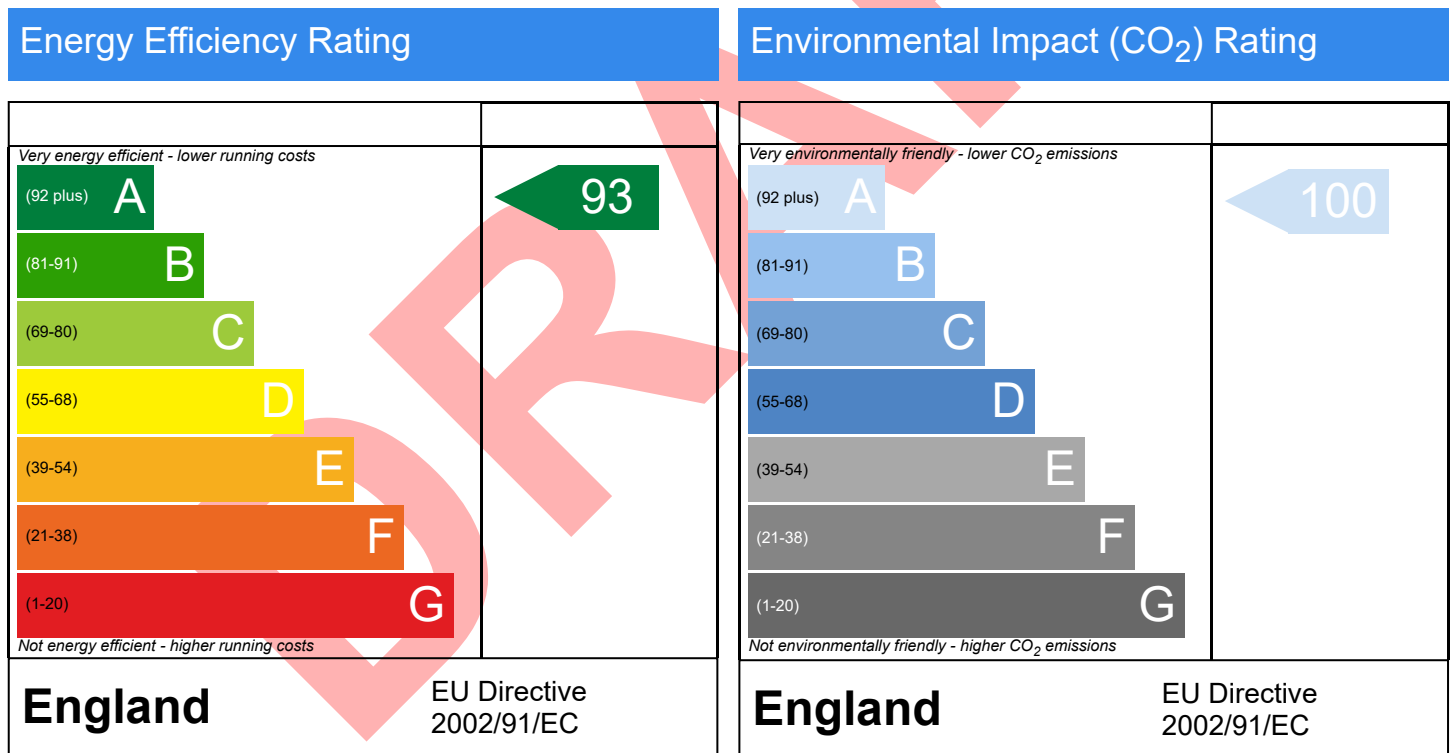 Energy Efficiency Rating
Very energy efficient - lower running costs
(92 plus) A
93
(81-91) B
(69-80) C
(55-68) D
(39-54) E
(21-38) F
(1-20) G
Not energy efficient - higher running costs
England
EU Directive
2002/91/EC
Environmental Impact (CO₂) Rating
Very environmentally friendly - lower CO₂ emissions
(92 plus) A
100
(81-91) B
(69-80) C
(55-68) D
(39-54) E
(21-38) F
(1-20) G
Not environmentally friendly - higher CO₂ emissions
England
EU Directive
2002/91/EC
DRA